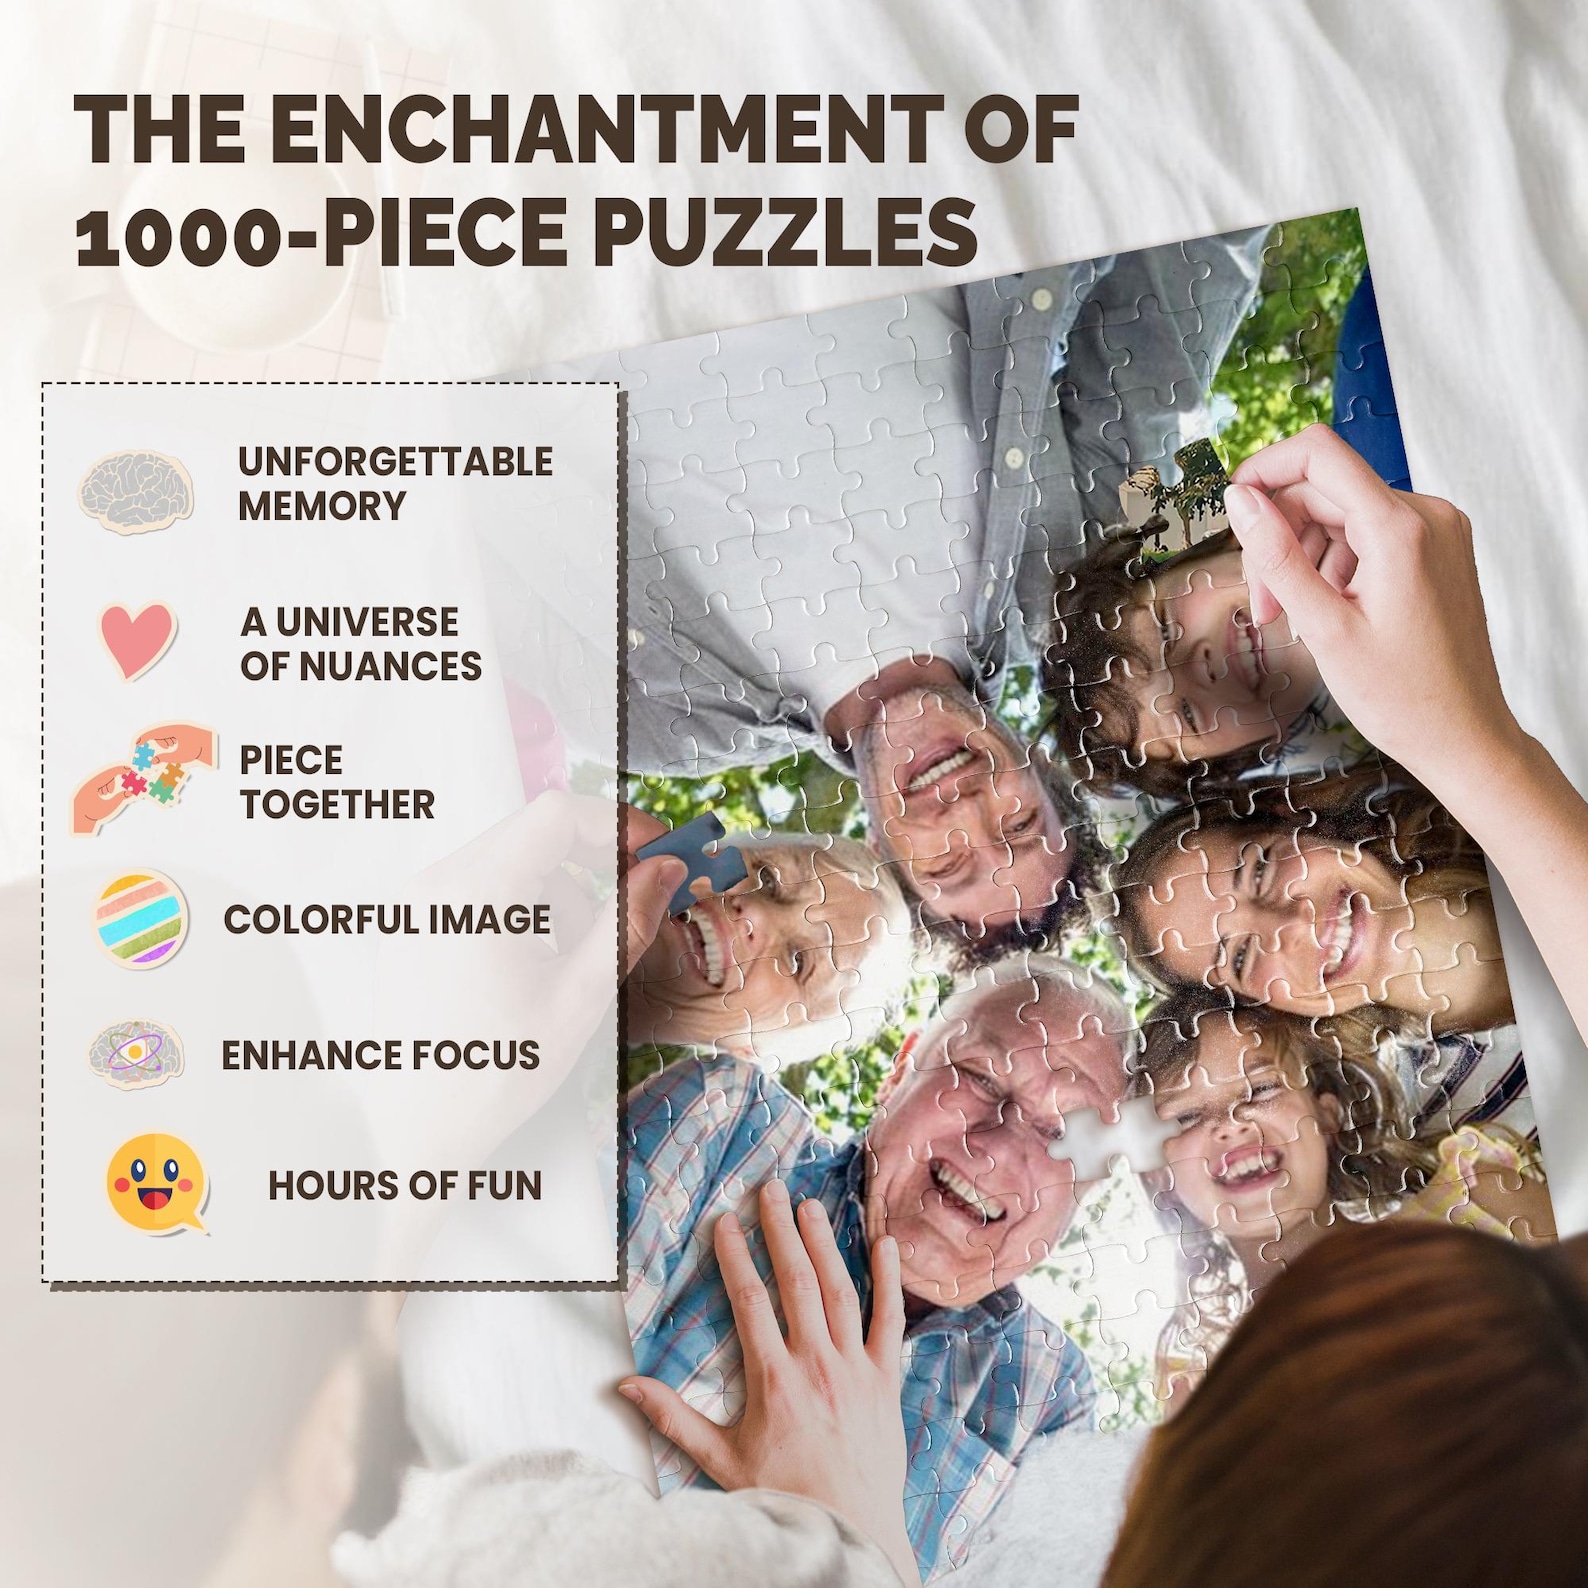 THE ENCHANTMENT OF
1000-PIECE PUZZLES
UNFORGETTABLE
MEMORY
A UNIVERSE
OF NUANCES
PIECE
TOGETHER
COLORFUL IMAGE
ENHANCE FOCUS
HOURS OF FUN